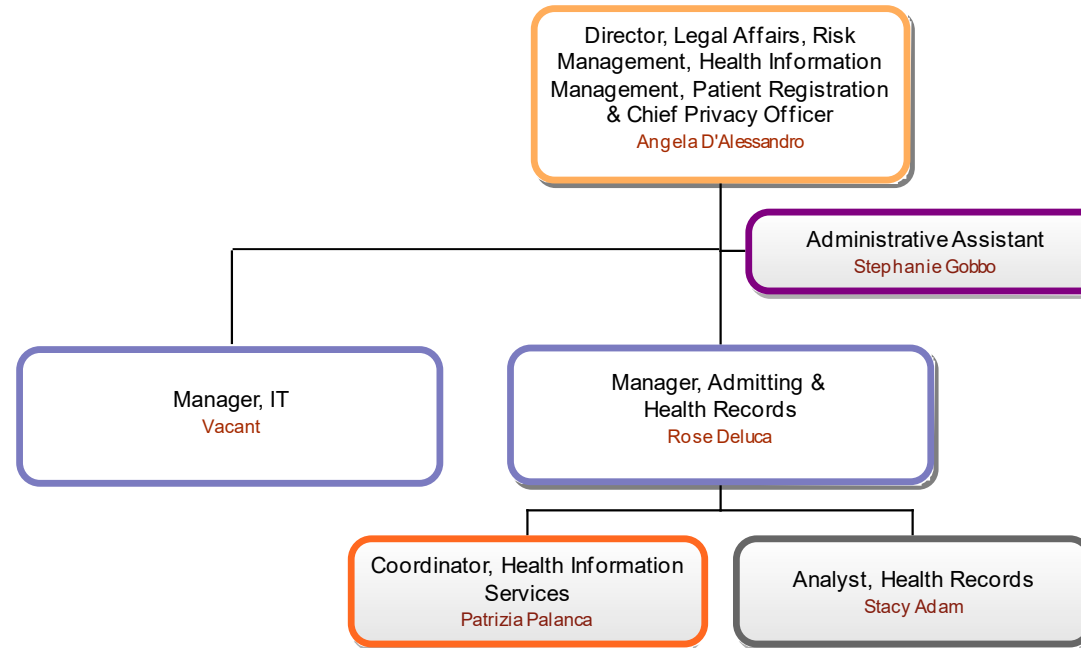 Director, Legal Affairs, Risk
Management, Health Information
Management, Patient Registration
& Chief Privacy Officer
Angela D'Alessandro
Administrative Assistant
Stephanie Gobbo
Manager, IT
Vacant
Manager, Admitting &
Health Records
Rose Deluca
Coordinator, Health Information
Services
Patrizia Palanca
Analyst, Health Records
Stacy Adam